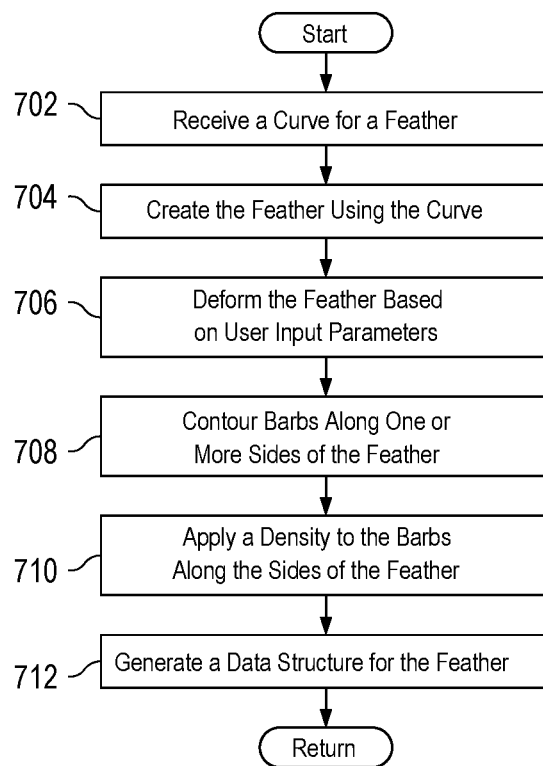 Start
702
Receive a Curve for a Feather
704
Create the Feather Using the Curve
706
Deform the Feather Based
on User Input Parameters
708
Contour Barbs Along One or
More Sides of the Feather
710
Apply a Density to the Barbs
Along the Sides of the Feather
712
Generate a Data Structure for the Feather
Return